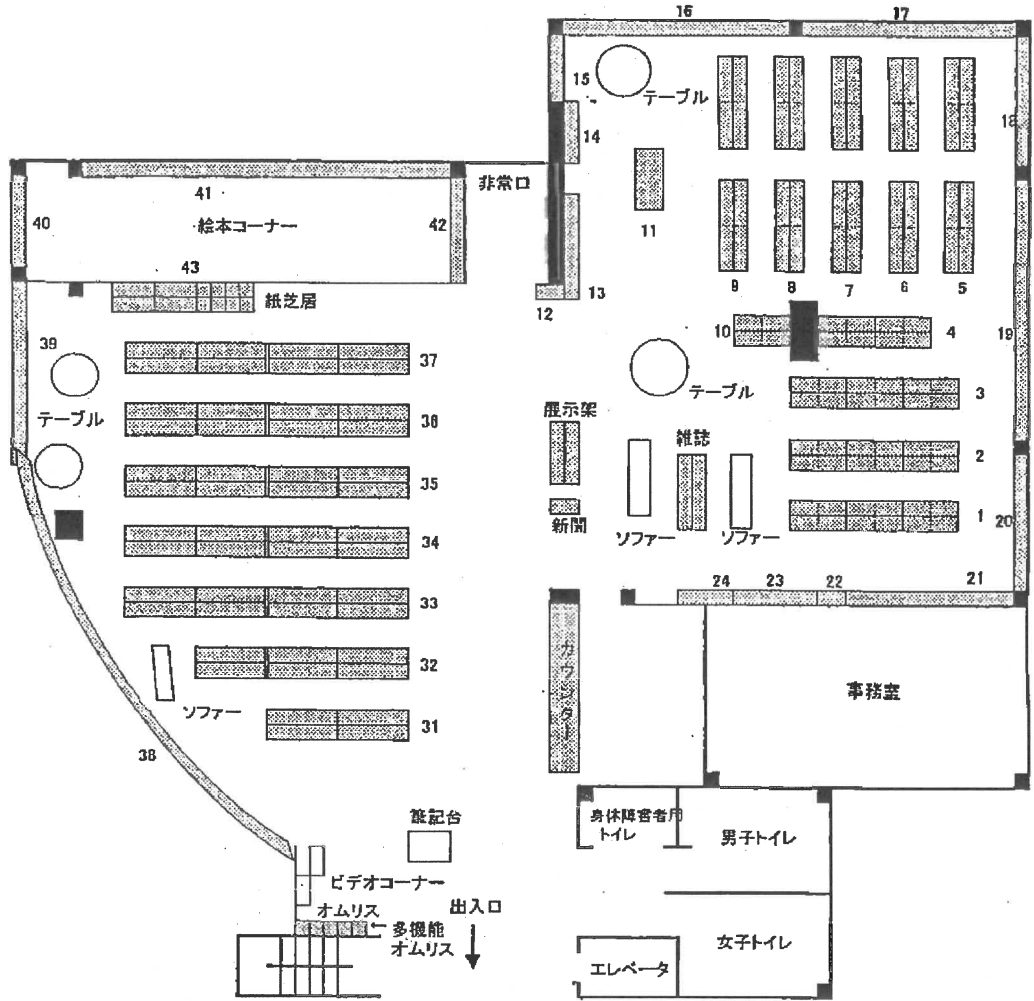 16
17
15
テーブル
14
18
41
40
絵本コーナー
42
非常口
11
43
紙芝居
12
13
9
8
7
6
5
10
4
19
39
37
テーブル
3
テーブル
36
展示架
雑誌
2
35
新聞
ソファー
ソファー
1
20
34
24
23
22
21
33
カウンター
32
事務室
ソファー
31
38
筆記台
身体障害者用
トイレ
男子トイレ
ビデオコーナー
オムリス
出入口
←多機能
オムリス
女子トイレ
エレベータ